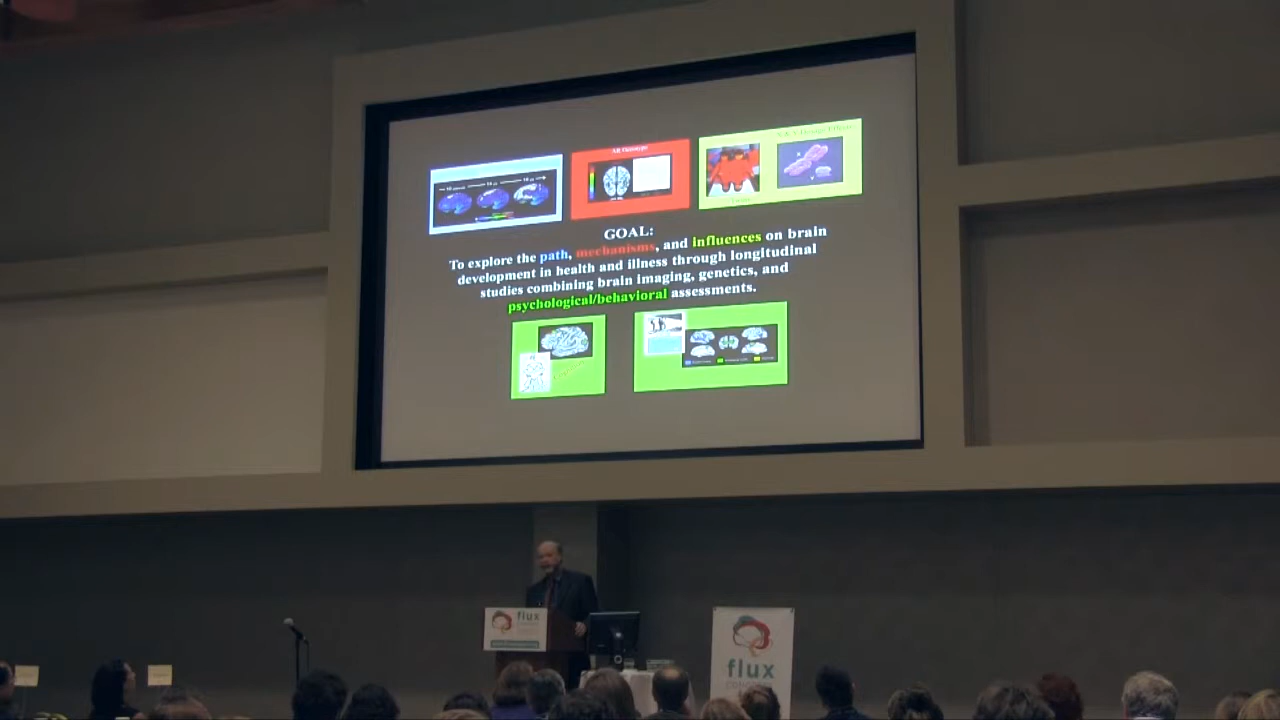 GOAL:
To explore the path, mechanisms, and influences on brain
development in health and illness through longitudinal
studies combining brain imaging, genetics, and
psychological/behavioral assessments.
flux
flux